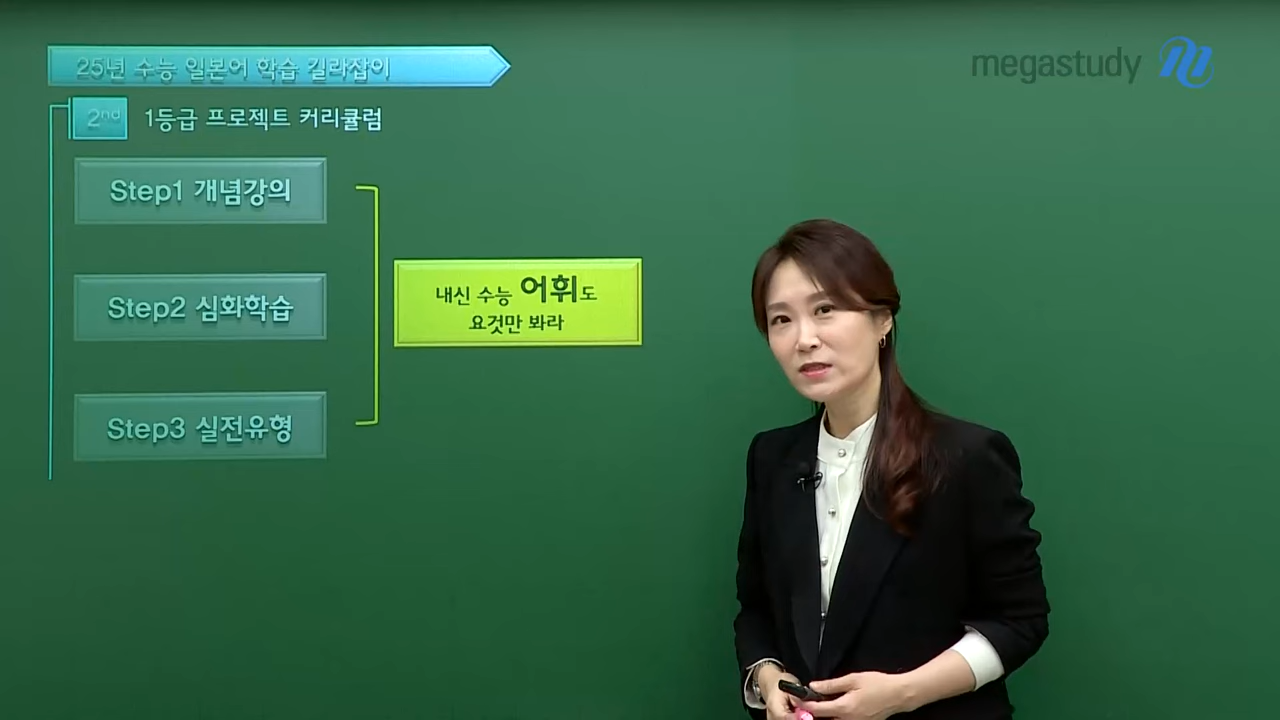 25년 수능 일본어 학습 길라잡이
megastudy
2nd 1등급 프로젝트 커리큘럼
Step1 개념강의
Step2 심화학습
Step3 실전유형
내신 수능 어휘도
요것만 봐라